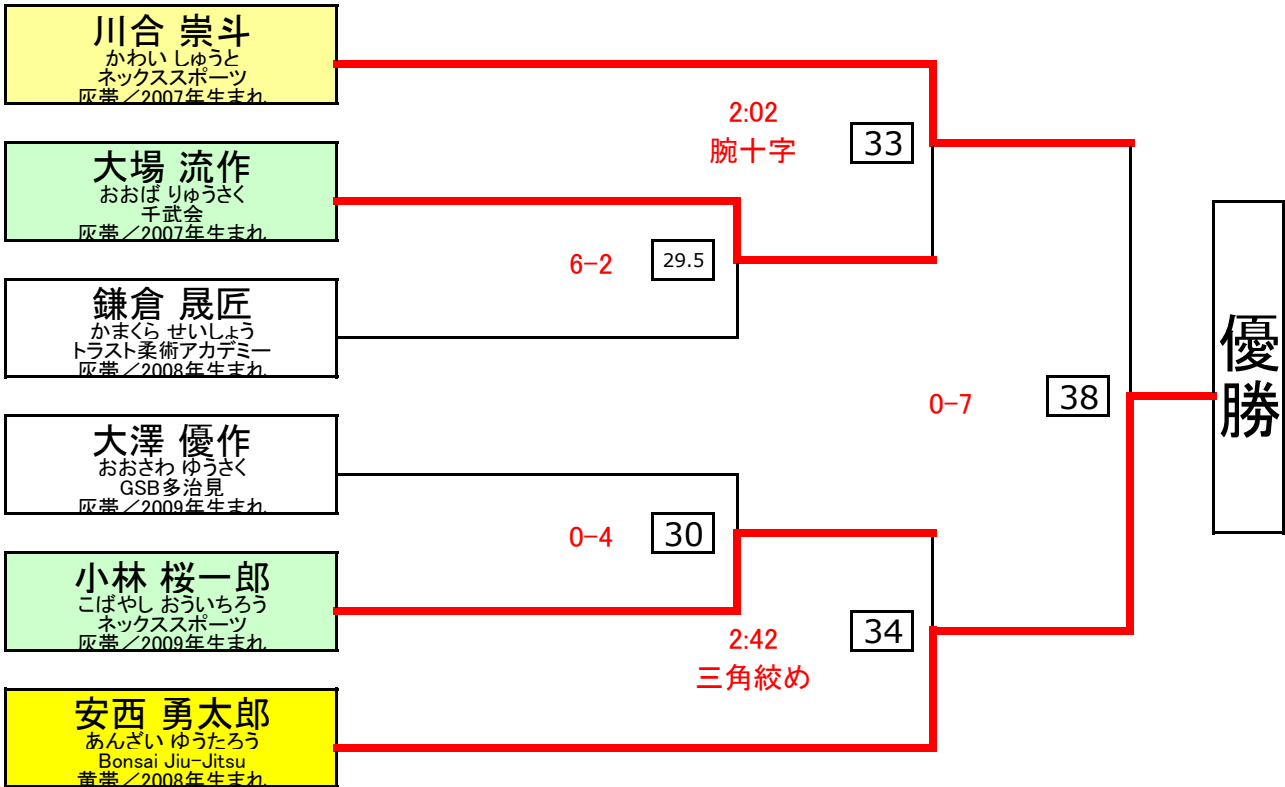 川合 崇斗
かわい しゅうと
ネックススポーツ
灰帯／2007年生まれ
2:02
腕十字
33
大場 流作
おおば りゅうさく
千武会
灰帯／2007年生まれ
6-2
29.5
鎌倉 晟匠
かまくら せいしょう
トラスト柔術アカデミー
灰帯／2008年生まれ
優勝
0-7
38
大澤 優作
おおさわ ゆうさく
GSB多治見
灰帯／2009年生まれ
0-4
30
小林 桜一郎
こばやし おういちろう
ネックススポーツ
灰帯／2009年生まれ
2:42
三角絞め
34
安西 勇太郎
あんざい ゆうたろう
Bonsai Jiu-Jitsu
黄帯／2008年生まれ